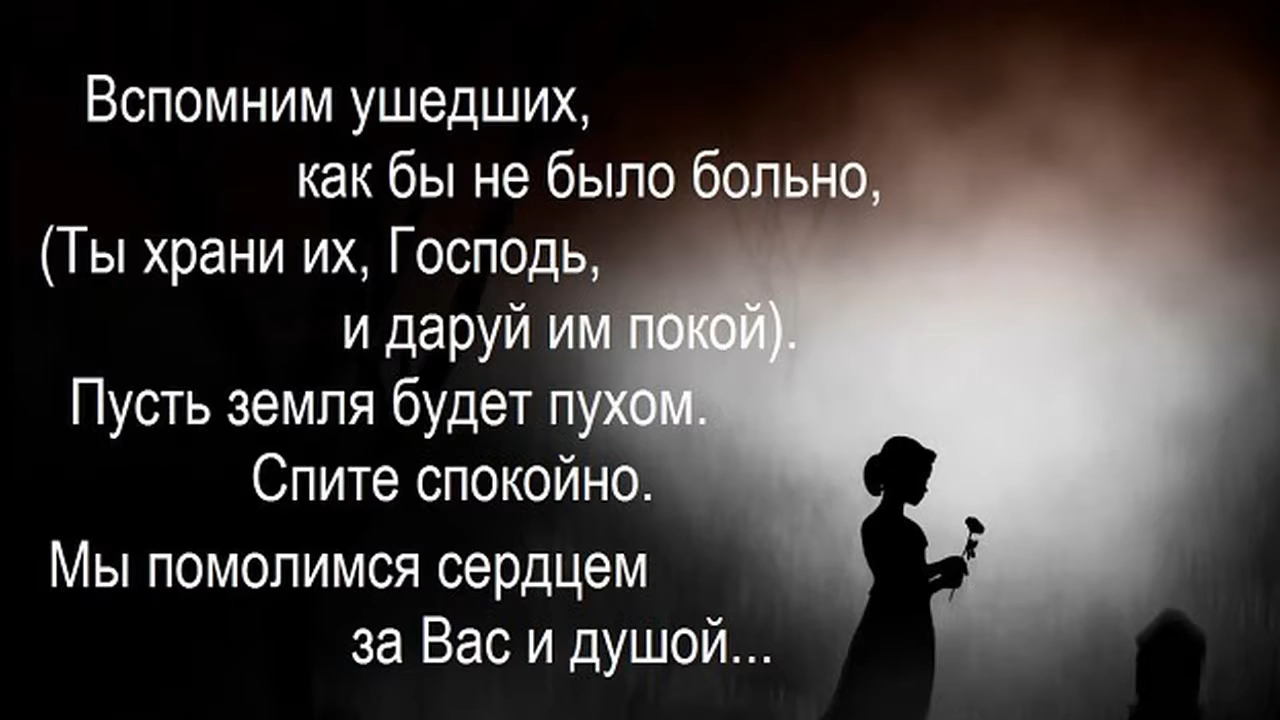 Вспомним ушедших,
как бы не было больно,
(Ты храни их, Господь,
и даруй им покой).
Пусть земля будет пухом.
Спите спокойно.
Мы помолимся сердцем
за Вас и душой...